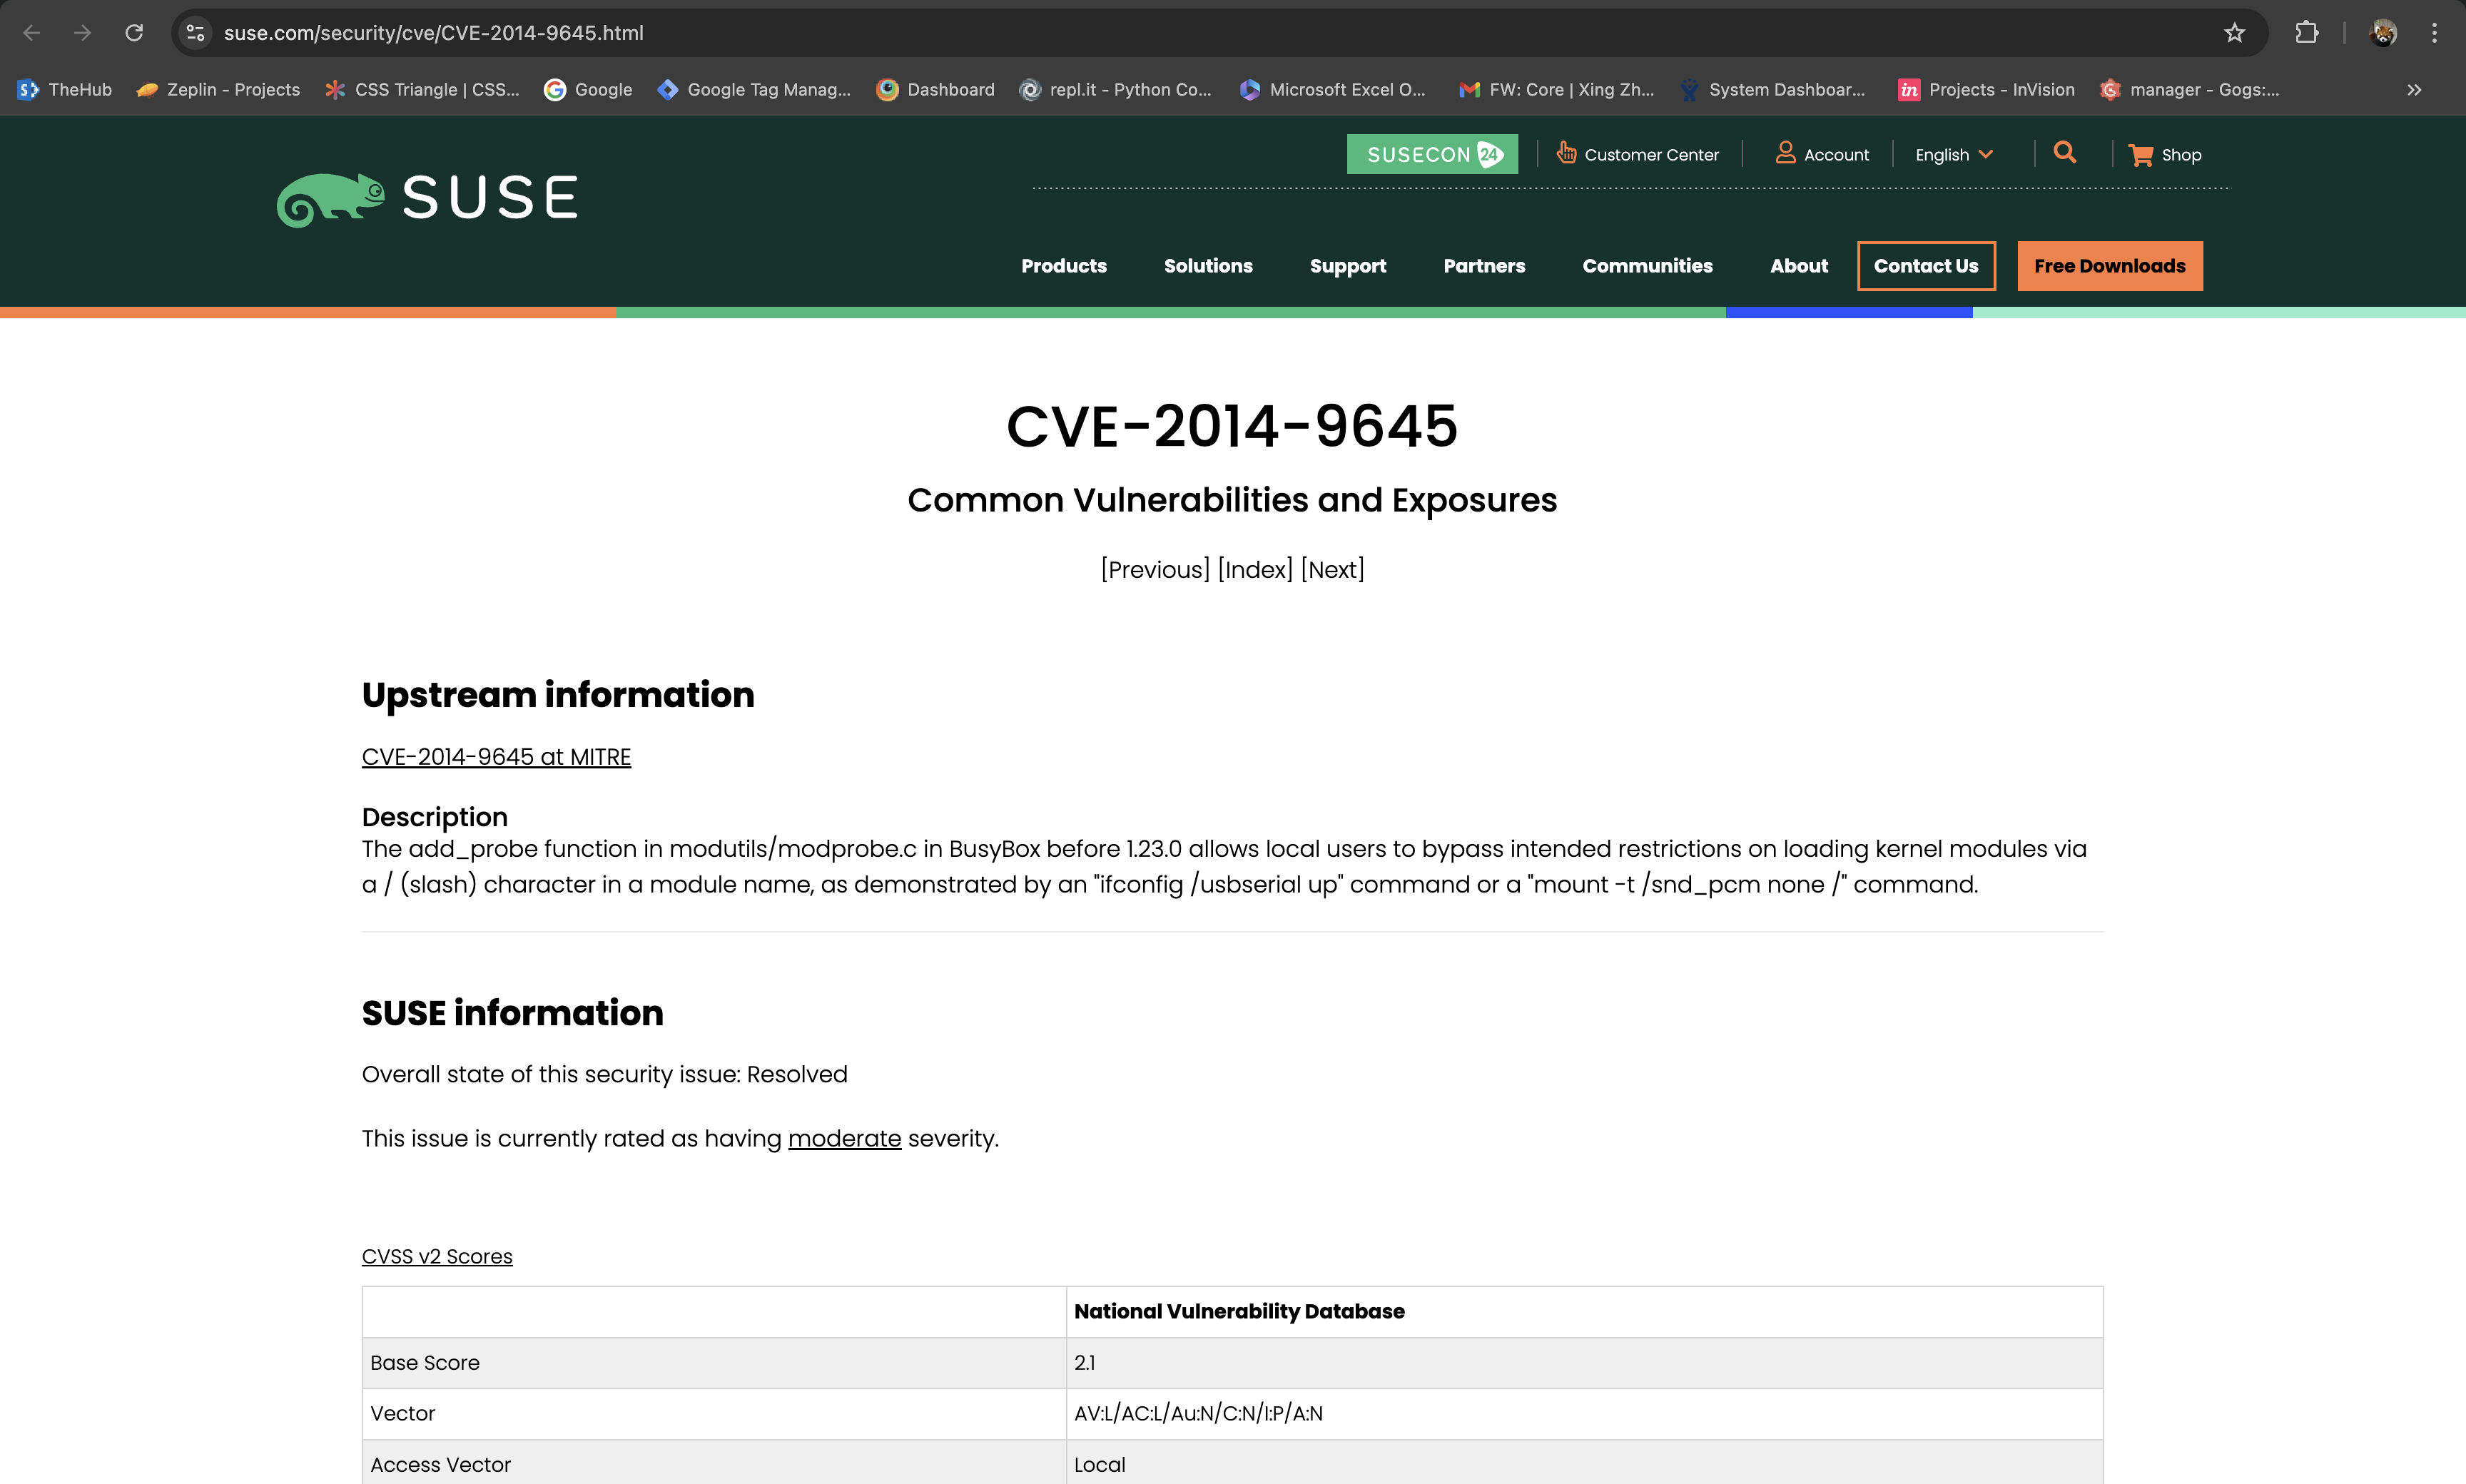 suse.com/security/cve/CVE-2014-9645.html
TheHub
Zeplin - Projects
CSS Triangle | CSS...
Google
Google Tag Manag...
Dashboard
repl.it - Python Co...
Microsoft Excel O...
FW: Core | Xing Zh...
System Dashboar...
in
Projects - InVision
manager - Gogs:...
SUSECON 24
Customer Center
Account
English
Shop
SUSE
Products
Solutions
Support
Partners
Communities
About
Contact Us
Free Downloads
CVE-2014-9645
Common Vulnerabilities and Exposures
[Previous] [Index] [Next]
Upstream information
CVE-2014-9645 at MITRE
Description
The add_probe function in modutils/modprobe.c in BusyBox before 1.23.0 allows local users to bypass intended restrictions on loading kernel modules via
a / (slash) character in a module name, as demonstrated by an "ifconfig /usbserial up" command or a "mount -t /snd_pcm none /" command.
SUSE information
Overall state of this security issue: Resolved
This issue is currently rated as having moderate severity.
CVSS v2 Scores
National Vulnerability Database
Base Score 2.1
Vector AV:L/AC:L/Au:N/C:N/I:P/A:N
Access Vector Local